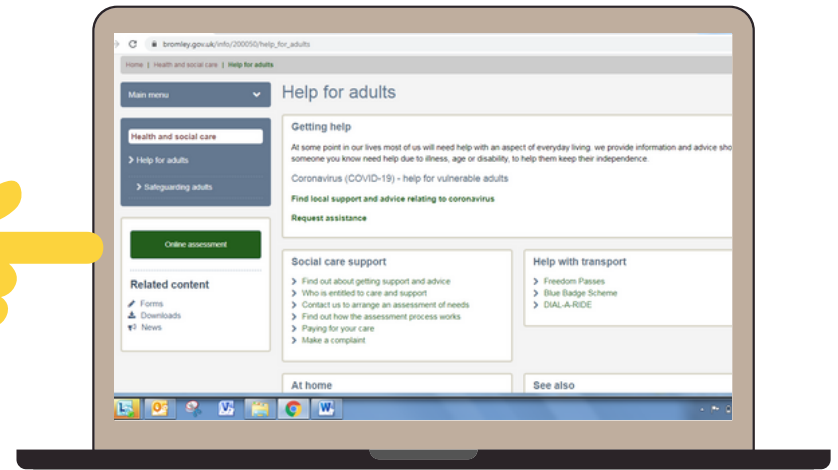 bromley.gov.uk/info/200050/help_for_adults
Home | Health and social care | Help for adults
Main menu
Health and social care
Help for adults
Safeguarding adults
Online assessment
Related content
Forms
Downloads
News
Help for adults
Getting help
At some point in our lives most of us will need help with an aspect of everyday living. we provide information and advice sho
someone you know need help due to illness, age or disability, to help them keep their independence.
Coronavirus (COVID-19) - help for vulnerable adults
Find local support and advice relating to coronavirus
Request assistance
Social care support
Find out about getting support and advice
Who is entitled to care and support
Contact us to arrange an assessment of needs
Find out how the assessment process works
Paying for your care
Make a complaint
Help with transport
Freedom Passes
Blue Badge Scheme
DIAL-A-RIDE
At home
See also